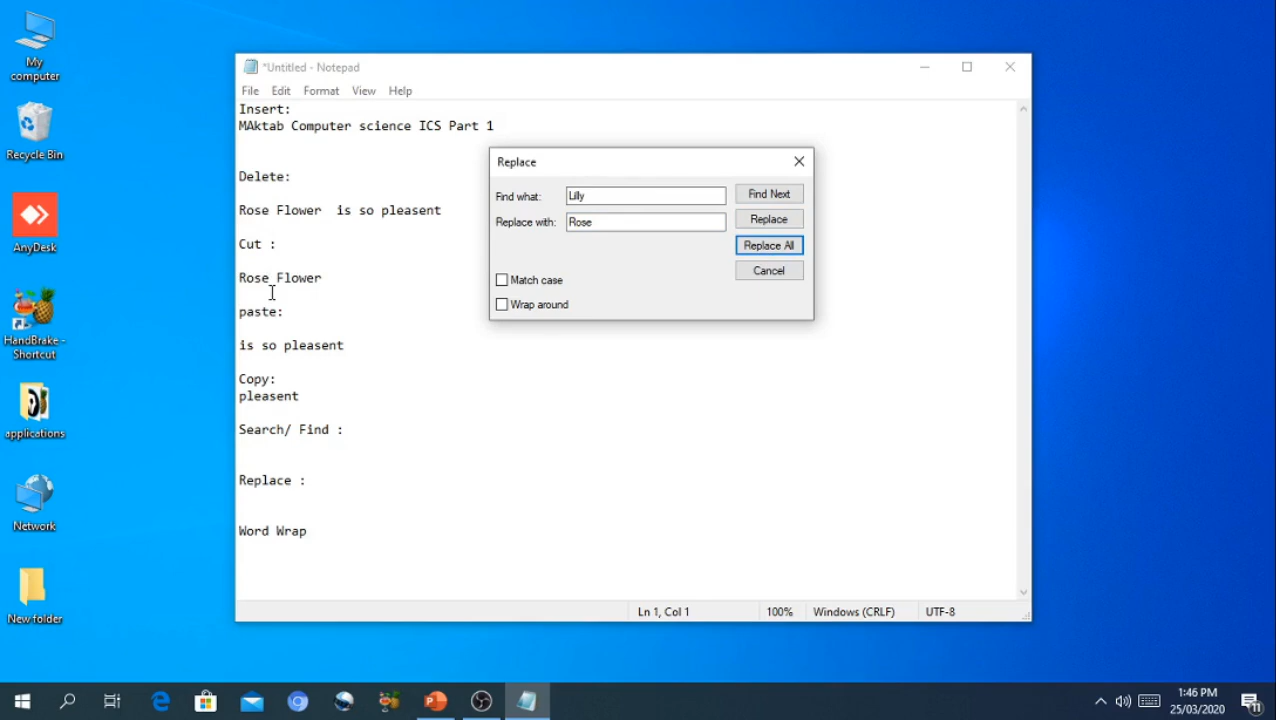 My
computer
Recycle Bin
AnyDesk
HandBrake -
Shortcut
applications
Network
New folder
*Untitled - Notepad
File Edit Format View Help
Insert:
MAktab Computer science ICS Part 1
Delete:
Rose Flower  is so pleasent
Cut :
Rose Flower
paste:
is so pleasent
Copy:
pleasent
Search/ Find :
Replace :
Word Wrap
Replace
Find what: Lilly Find Next
Replace with: Rose Replace
Replace All
Cancel
Match case
Wrap around
Ln 1, Col 1 100% Windows (CRLF) UTF-8
1:46 PM
25/03/2020
11